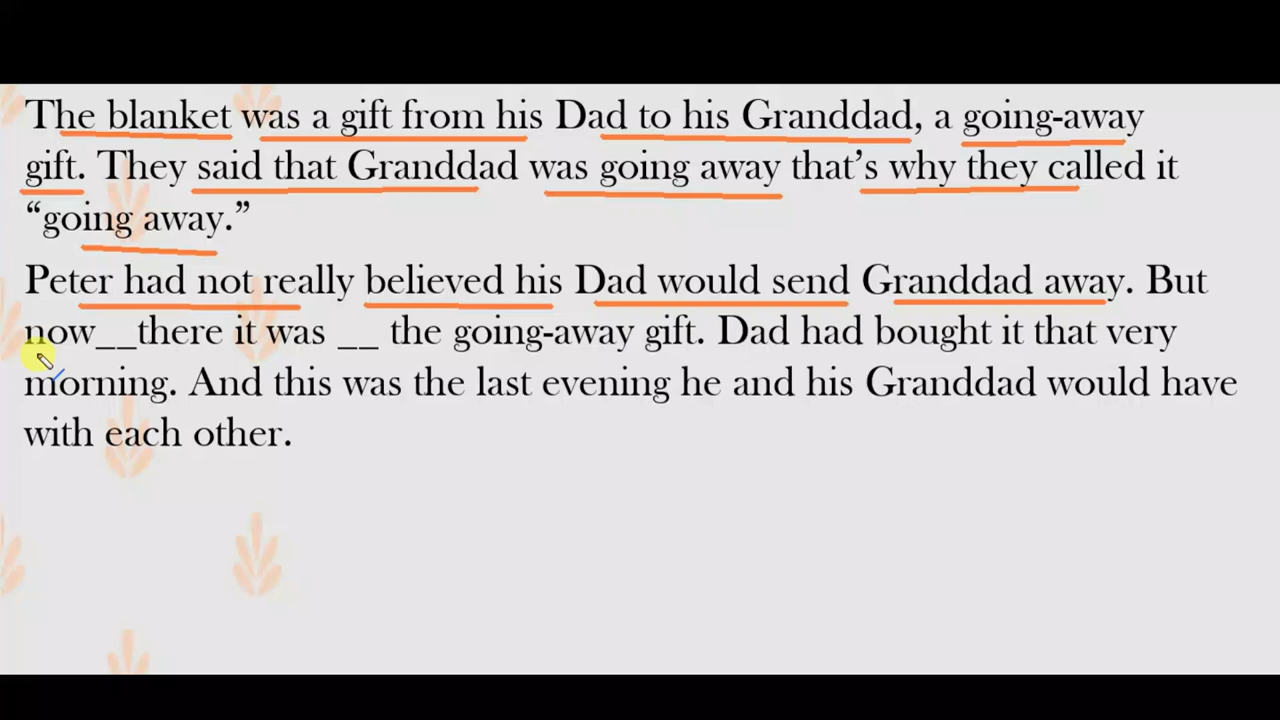 The blanket was a gift from his Dad to his Granddad, a going-away
gift. They said that Granddad was going away that’s why they called it
“going away.”
Peter had not really believed his Dad would send Granddad away. But
now__there it was __ the going-away gift. Dad had bought it that very
morning. And this was the last evening he and his Granddad would have
with each other.